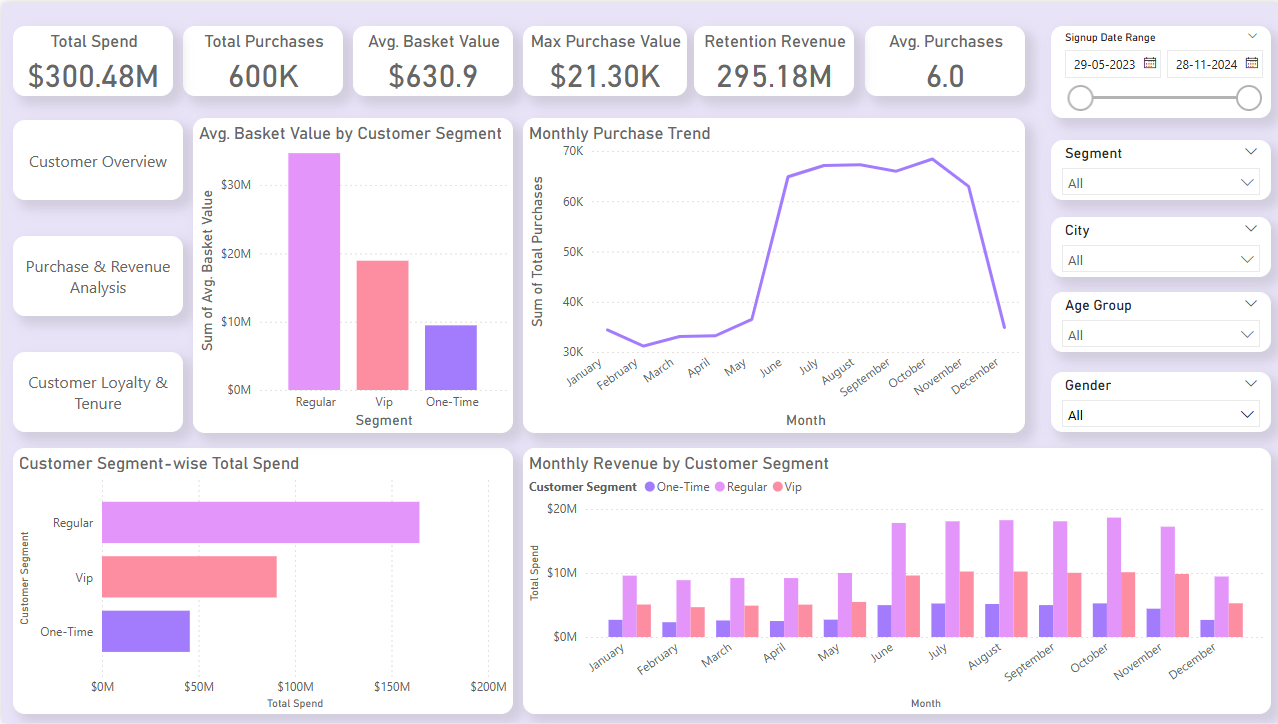 Total Spend
$300.48M
Total Purchases
600K
Avg. Basket Value
$630.9
Max Purchase Value
$21.30K
Retention Revenue
295.18M
Avg. Purchases
6.0
Signup Date Range
29-05-2023
28-11-2024
Customer Overview
Purchase & Revenue
Analysis
Customer Loyalty &
Tenure
Avg. Basket Value by Customer Segment
Sum of Avg. Basket Value
$30M
$20M
$10M
$0M
Regular
Vip
One-Time
Segment
Monthly Purchase Trend
Sum of Total Purchases
70K
60K
50K
40K
30K
January
February
March
April
May
June
July
August
September
October
November
December
Month
Segment
All
City
All
Age Group
All
Gender
All
Customer Segment-wise Total Spend
Customer Segment
Regular
Vip
One-Time
$0M
$50M
$100M
$150M
$200M
Total Spend
Monthly Revenue by Customer Segment
Customer Segment One-Time Regular Vip
Total Spend
$20M
$10M
$0M
January
February
March
April
May
June
July
August
September
October
November
December
Month